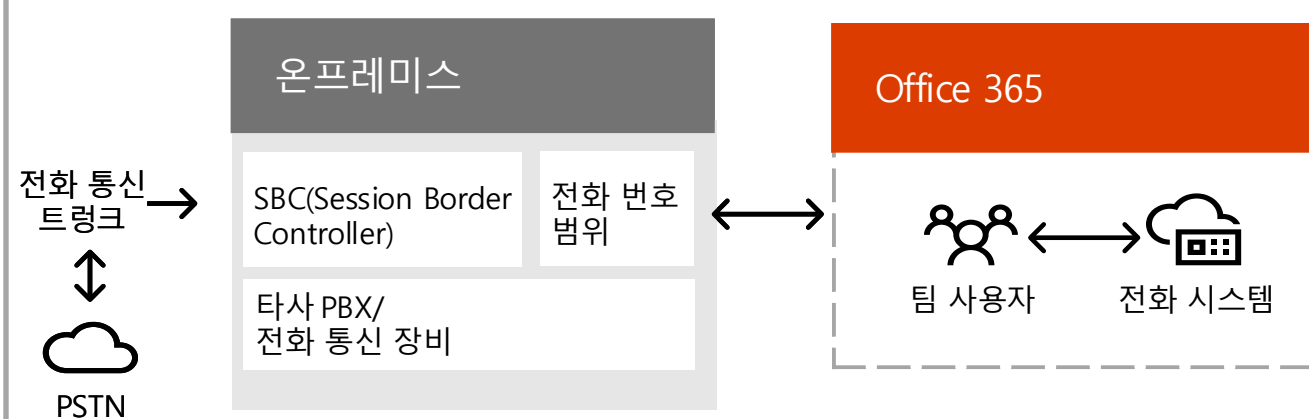 전화 통신
트렁크
PSTN
온프레미스
SBC(Session Border
Controller)
전화 번호
범위
타사 PBX/
전화 통신 장비
Office 365
팀 사용자
전화 시스템